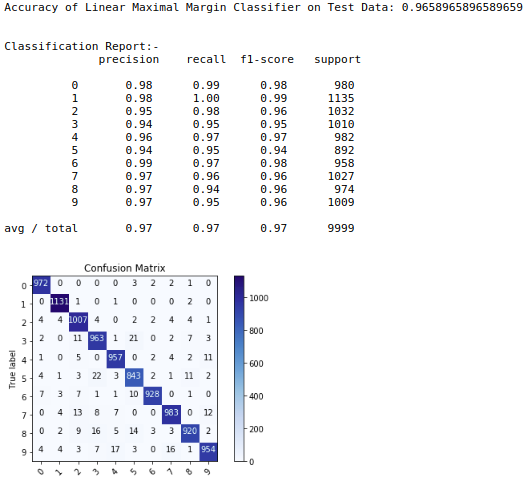 Accuracy of Linear Maximal Margin Classifier on Test Data: 0.9658965896589659
Classification Report:-
precision recall f1-score support
0 0.98 0.99 0.98 980
1 0.98 1.00 0.99 1135
2 0.95 0.98 0.96 1032
3 0.94 0.95 0.95 1010
4 0.96 0.97 0.97 982
5 0.94 0.95 0.94 892
6 0.99 0.97 0.98 958
7 0.97 0.96 0.96 1027
8 0.97 0.94 0.96 974
9 0.97 0.95 0.96 1009
avg / total 0.97 0.97 0.97 9999
Confusion Matrix
True label
0 972 0 0 0 0 3 2 2 1 0
1 0 1131 1 0 1 0 0 0 2 0
2 4 4 1007 4 0 2 2 4 4 1
3 2 0 11 963 1 21 0 2 7 3
4 1 0 5 0 957 0 4 2 2 11
5 4 1 3 22 3 843 2 1 11 2
6 7 3 7 1 1 10 928 0 1 0
7 0 4 13 8 7 0 0 983 0 12
8 0 2 9 16 5 14 3 3 920 2
9 4 4 3 7 17 3 0 16 1 954
0 1 2 3 4 5 6 7 8 9
1000
800
600
400
200
0